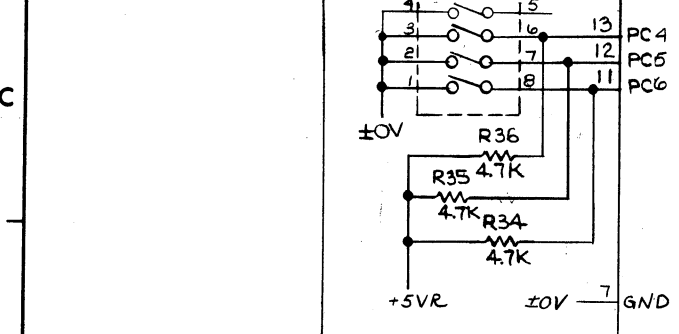 4 5
3 6 13 PC4
2 7 12 PC5
1 8 11 PC6
C
±0V
R36
4.7K
R35
4.7K
R34
4.7K
+5VR ±0V 7 GND